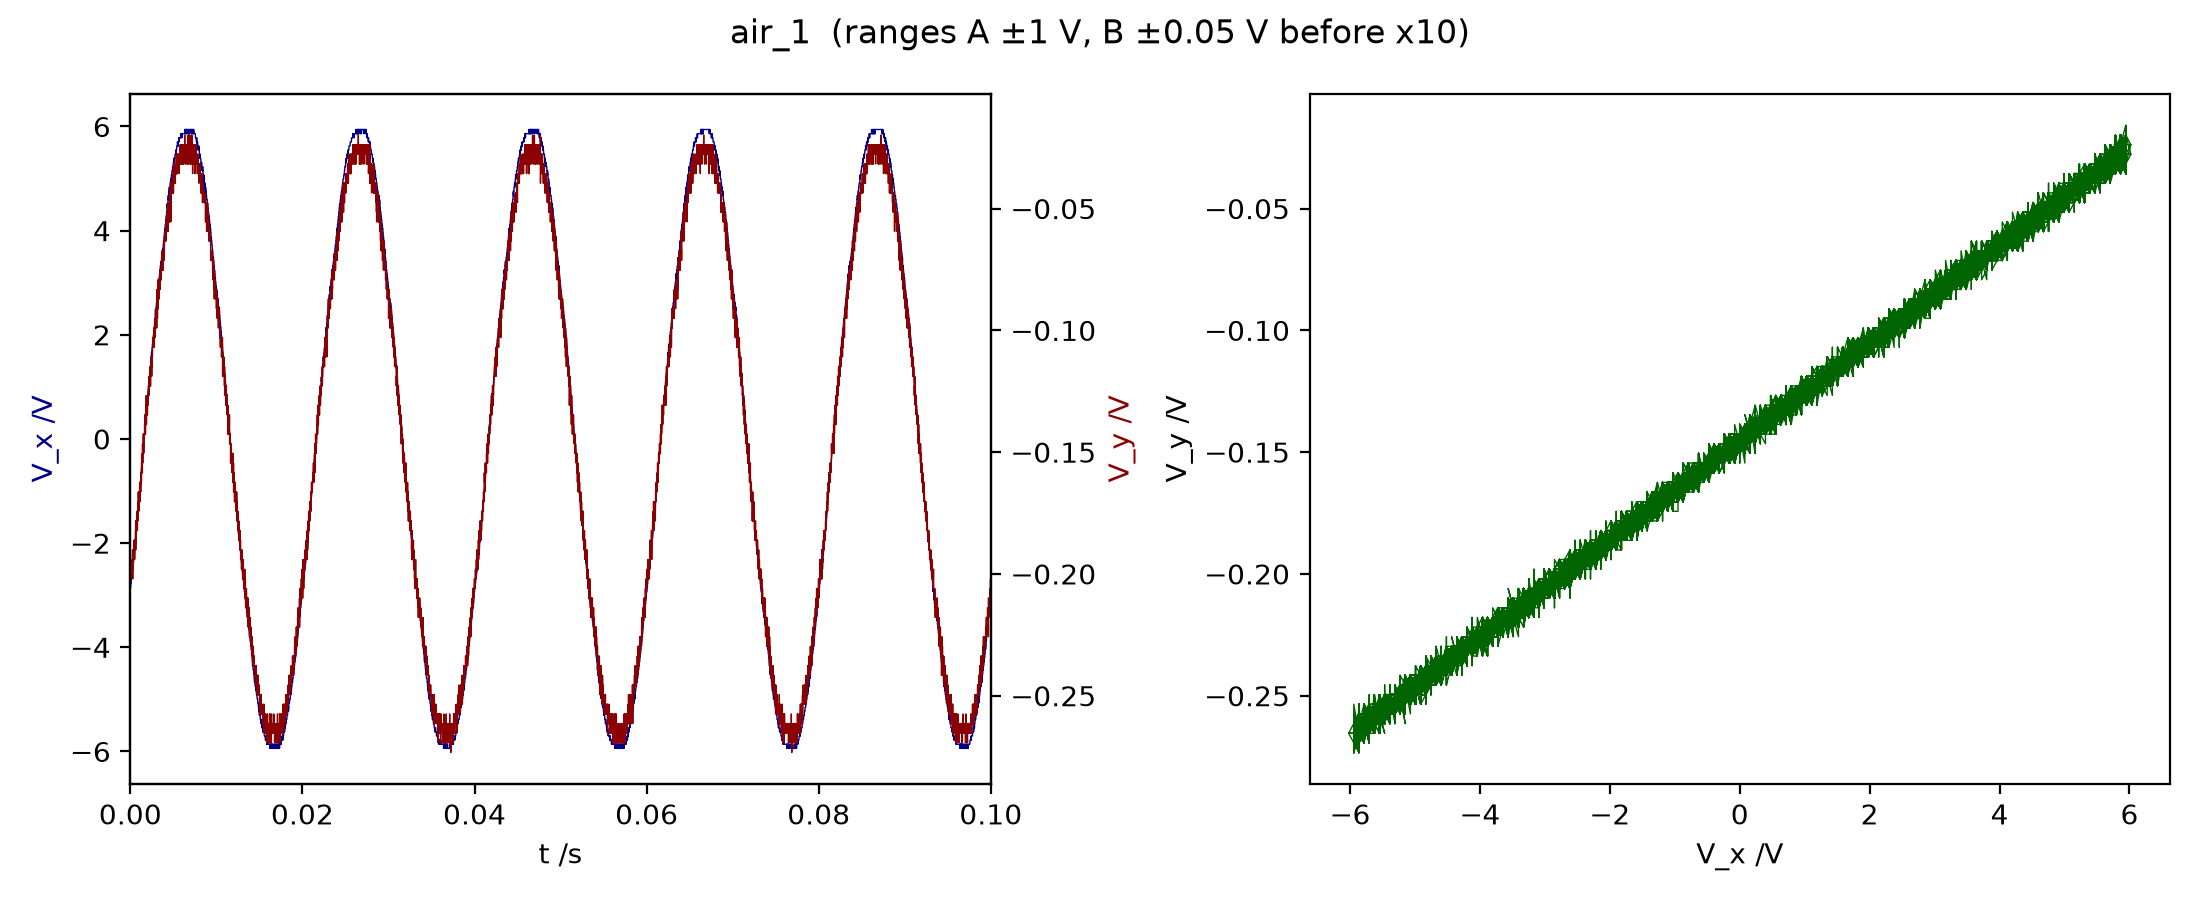 air_1  (ranges A ±1 V, B ±0.05 V before x10)
V_x /V
6
4
2
0
−2
−4
−6
0.00 0.02 0.04 0.06 0.08 0.10
t /s
−0.05
−0.10
−0.15
−0.20
−0.25
V_y /V
V_y /V
−0.05
−0.10
−0.15
−0.20
−0.25
−6 −4 −2 0 2 4 6
V_x /V